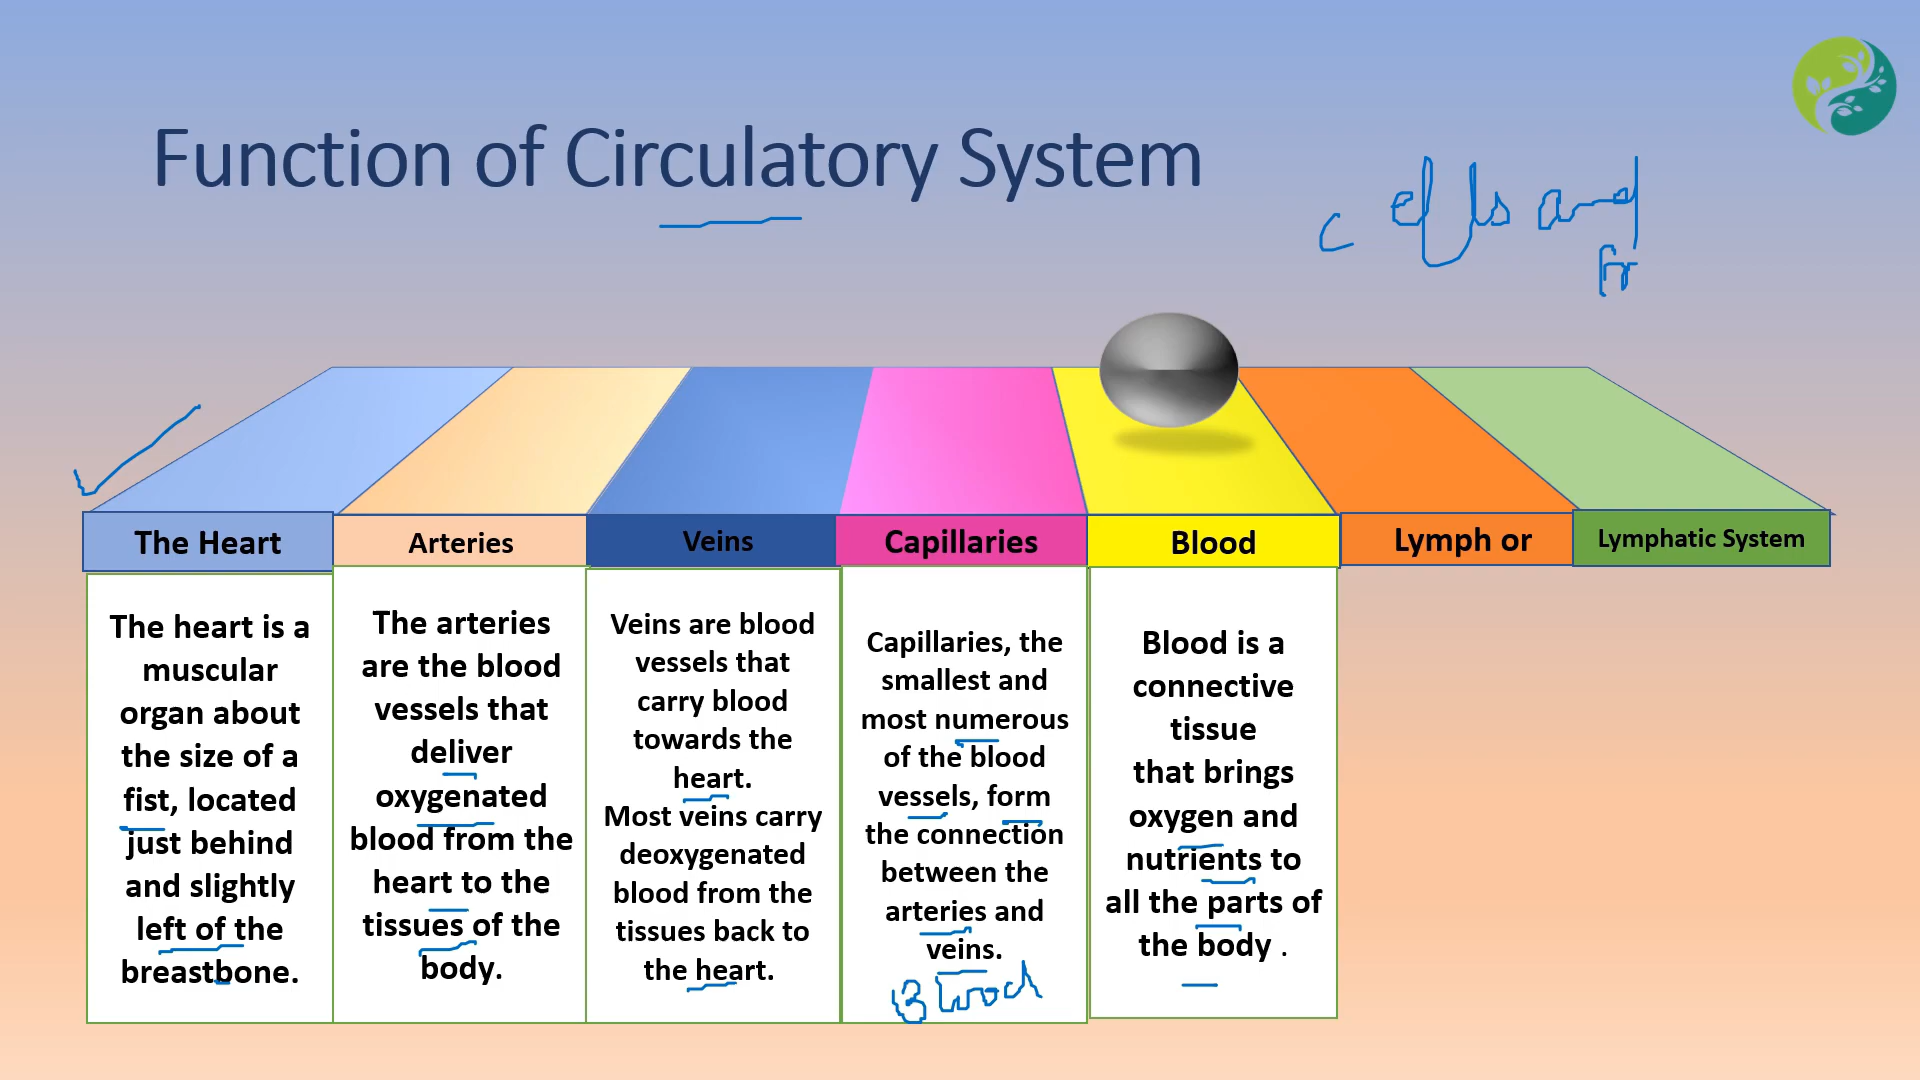 Function of Circulatory System
cells and
fr
The Heart
Arteries
Veins
Capillaries
Blood
Lymph or
Lymphatic System
The heart is a
muscular
organ about
the size of a
fist, located
just behind
and slightly
left of the
breastbone.
The arteries
are the blood
vessels that
deliver
oxygenated
blood from the
heart to the
tissues of the
body.
Veins are blood
vessels that
carry blood
towards the
heart.
Most veins carry
deoxygenated
blood from the
tissues back to
the heart.
Capillaries, the
smallest and
most numerous
of the blood
vessels, form
the connection
between the
arteries and
veins.
Blood is a
connective
tissue
that brings
oxygen and
nutrients to
all the parts of
the body .